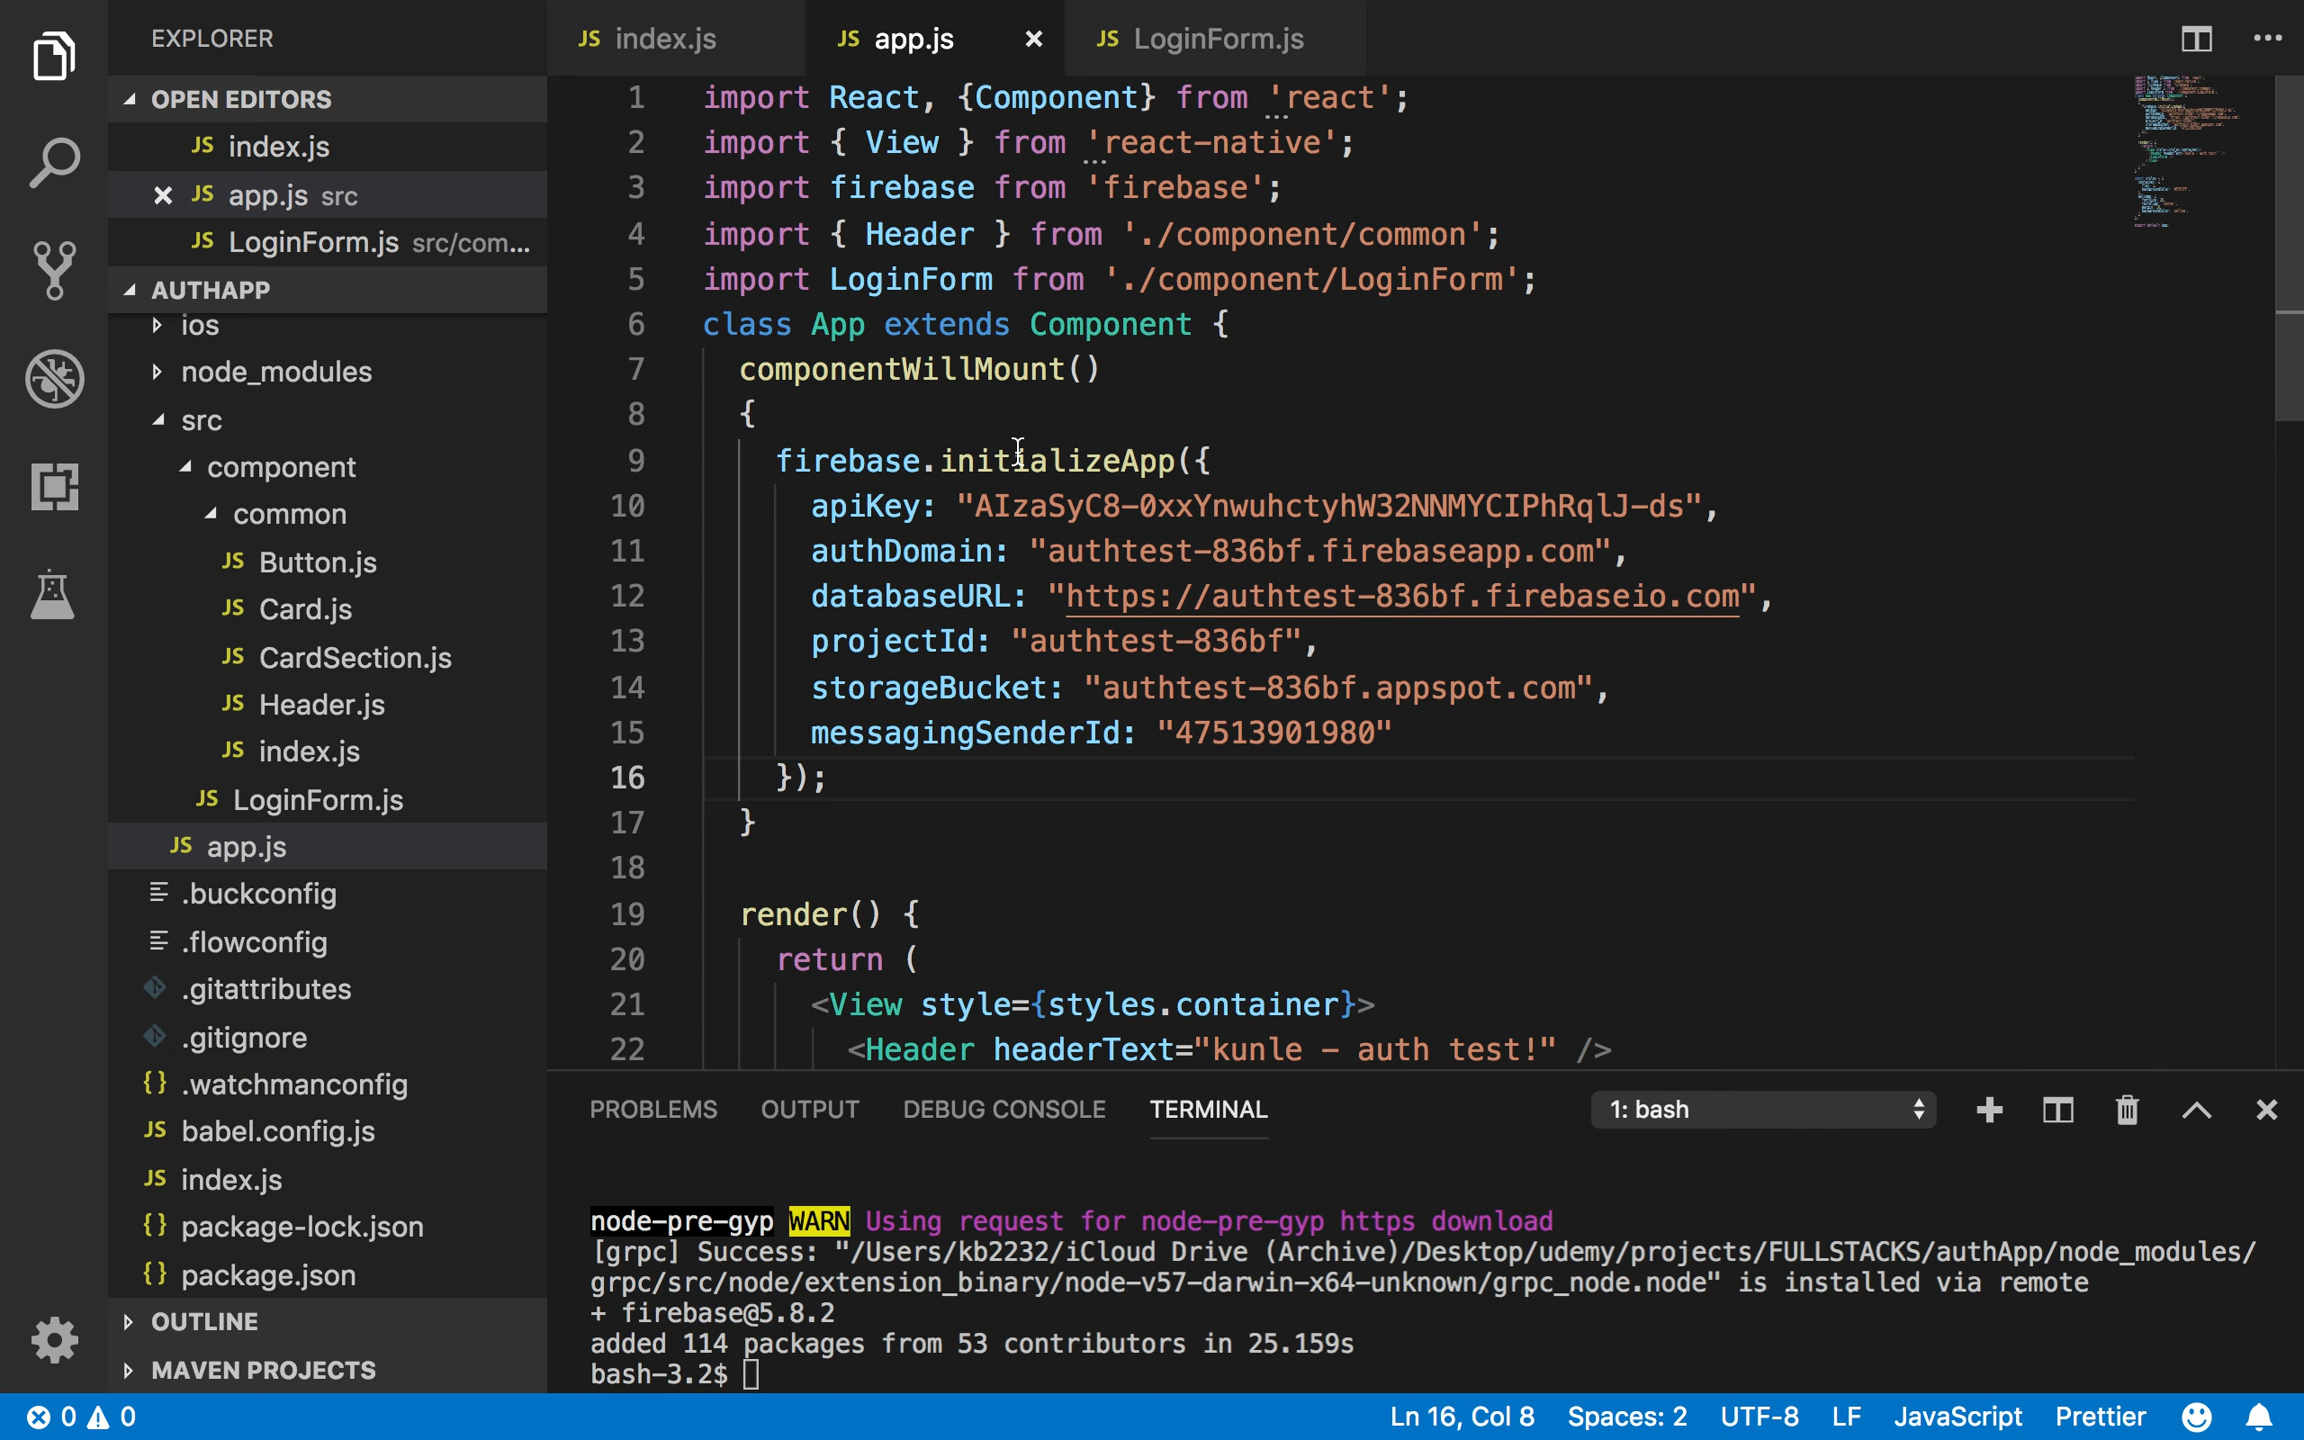 EXPLORER
OPEN EDITORS
JS index.js
JS app.js src
JS LoginForm.js src/com...
AUTHAPP
ios
node_modules
src
component
common
JS Button.js
JS Card.js
JS CardSection.js
JS Header.js
JS index.js
JS LoginForm.js
JS app.js
.buckconfig
.flowconfig
.gitattributes
.gitignore
{} .watchmanconfig
JS babel.config.js
JS index.js
{} package-lock.json
{} package.json
OUTLINE
MAVEN PROJECTS
JS index.js JS app.js JS LoginForm.js
1 import React, {Component} from 'react';
2 import { View } from 'react-native';
3 import firebase from 'firebase';
4 import { Header } from './component/common';
5 import LoginForm from './component/LoginForm';
6 class App extends Component {
7 componentWillMount()
8 {
9 firebase.initializeApp({
10 apiKey: "AIzaSyC8-0xxYnwuhctyhW32NNMYCIPhRqlJ-ds",
11 authDomain: "authtest-836bf.firebaseapp.com",
12 databaseURL: "https://authtest-836bf.firebaseio.com",
13 projectId: "authtest-836bf",
14 storageBucket: "authtest-836bf.appspot.com",
15 messagingSenderId: "47513901980"
16 });
17 }
18
19 render() {
20 return (
21 <View style={styles.container}>
22 <Header headerText="kunle - auth test!" />
PROBLEMS OUTPUT DEBUG CONSOLE TERMINAL 1: bash
node-pre-gyp WARN Using request for node-pre-gyp https download
[grpc] Success: "/Users/kb2232/iCloud Drive (Archive)/Desktop/udemy/projects/FULLSTACKS/authApp/node_modules/
grpc/src/node/extension_binary/node-v57-darwin-x64-unknown/grpc_node.node" is installed via remote
+ firebase@5.8.2
added 114 packages from 53 contributors in 25.159s
bash-3.2$
0 0 Ln 16, Col 8 Spaces: 2 UTF-8 LF JavaScript Prettier